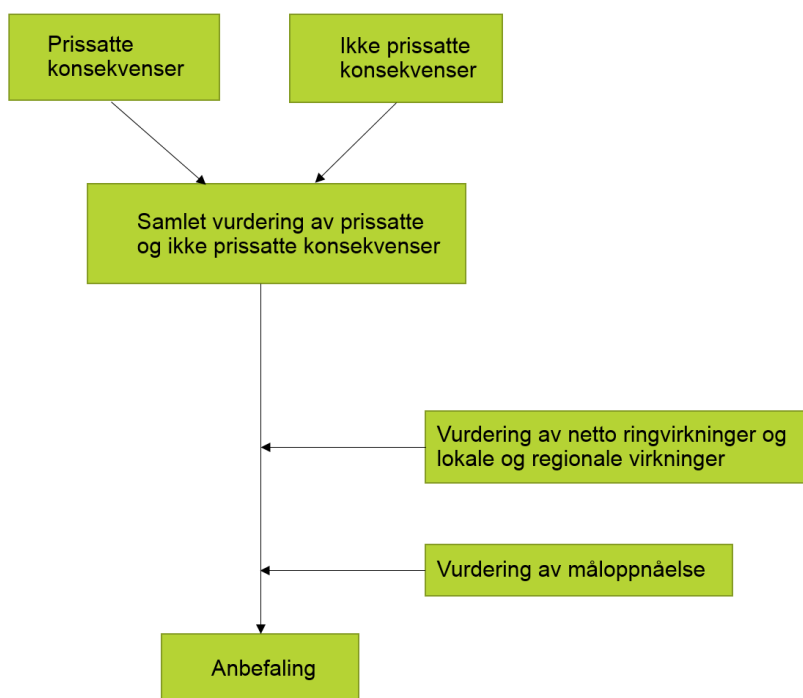 Prissatte
konsekvenser
Ikke prissatte
konsekvenser
Samlet vurdering av prissatte
og ikke prissatte konsekvenser
Vurdering av netto ringvirkninger og
lokale og regionale virkninger
Vurdering av måloppnåelse
Anbefaling